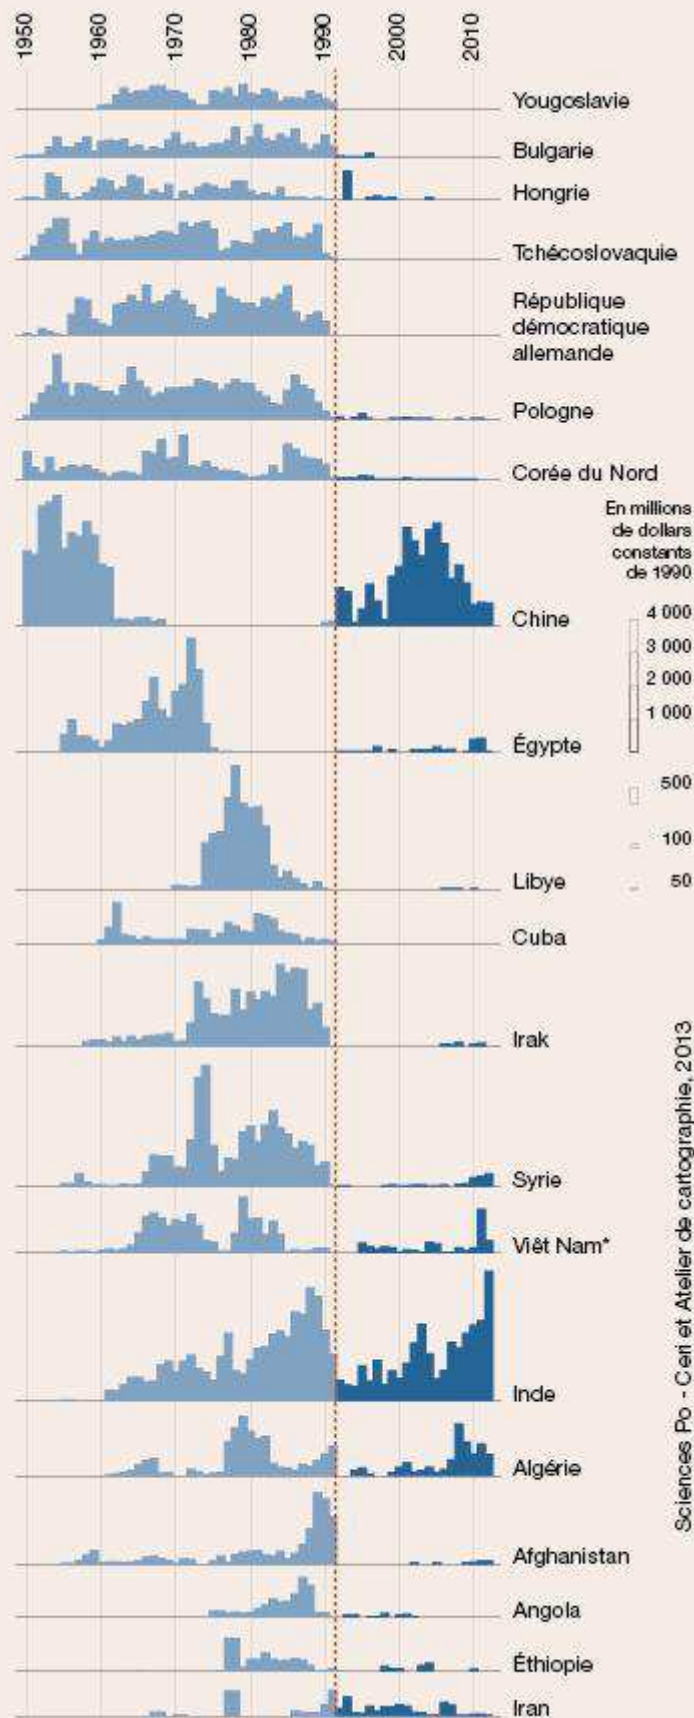 1950
1960
1970
1980
1990
2000
2010
Yougoslavie
Bulgarie
Hongrie
Tchécoslovaquie
République
démocratique
allemande
Pologne
Corée du Nord
En millions
de dollars
constants
de 1990
Chine
4 000
3 000
2 000
1 000
Égypte
500
100
50
Libye
Cuba
Irak
Syrie
Viêt Nam*
Inde
Algérie
Afghanistan
Angola
Éthiopie
Iran
Sciences Po - Ceri et Atelier de cartographie, 2013